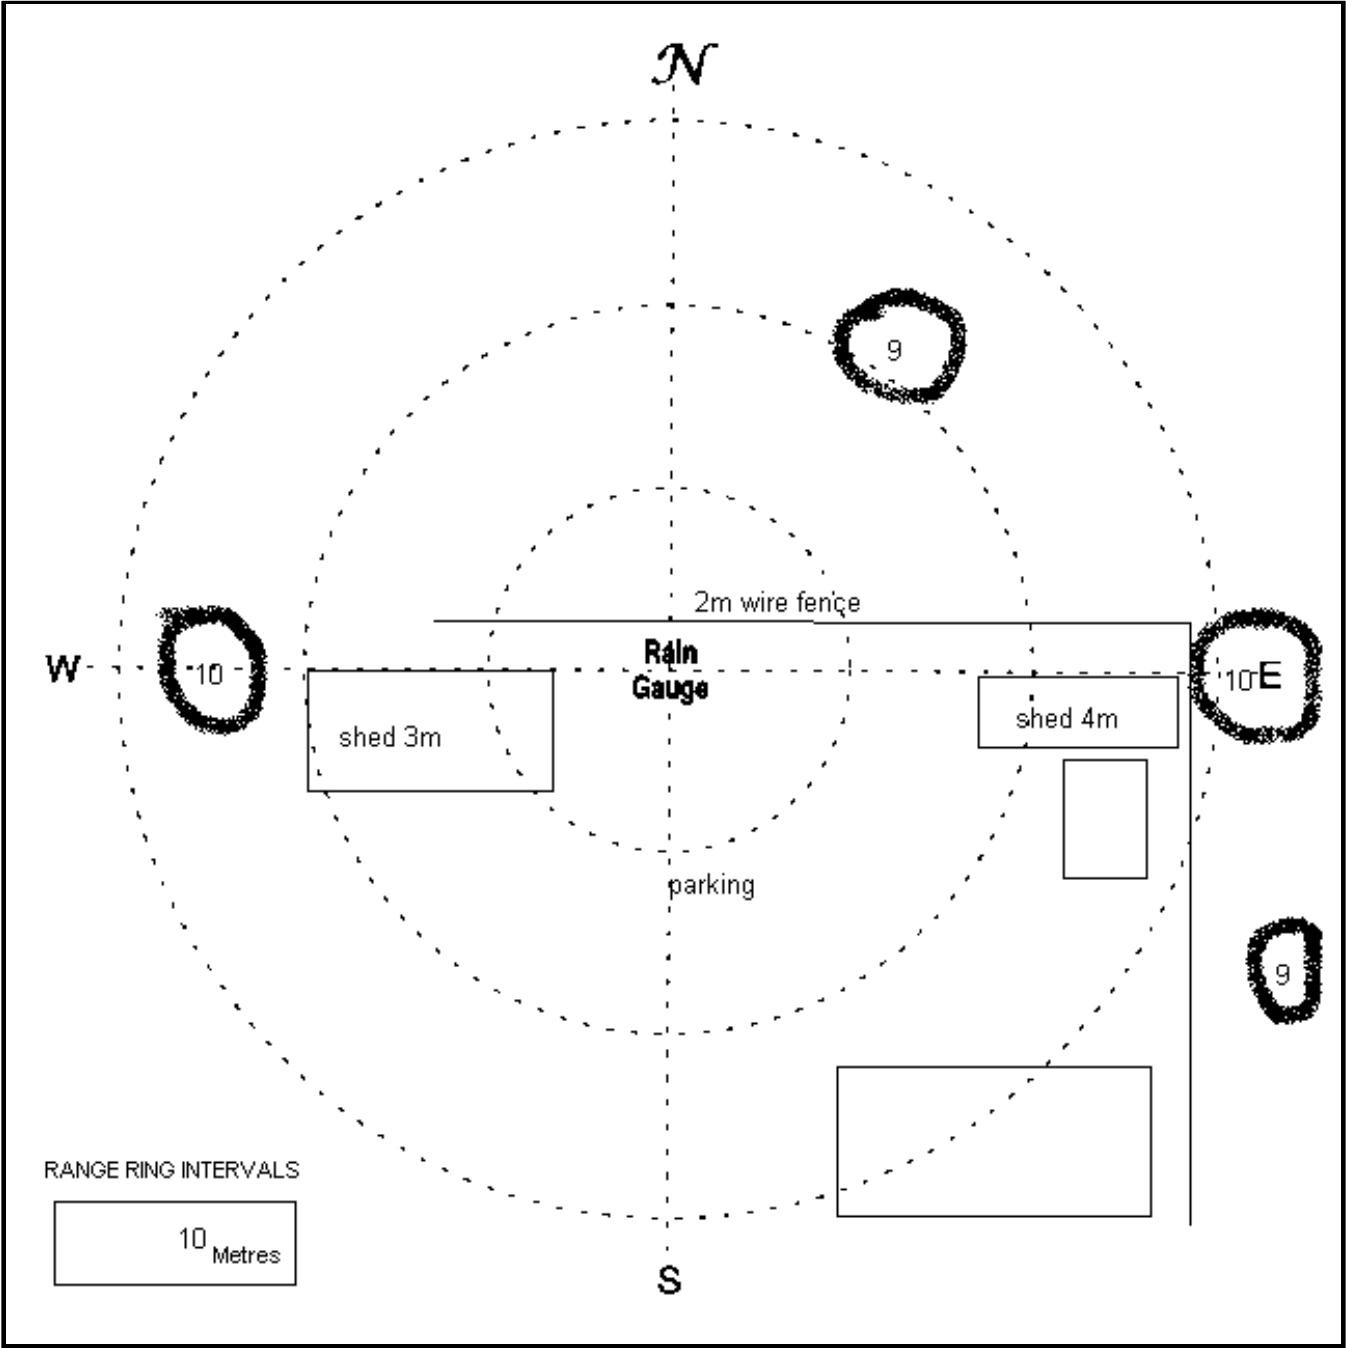 N
9
2m wire fence
Rain
Gauge
W
10
10
E
shed 3m
shed 4m
parking
9
RANGE RING INTERVALS
10 Metres
S